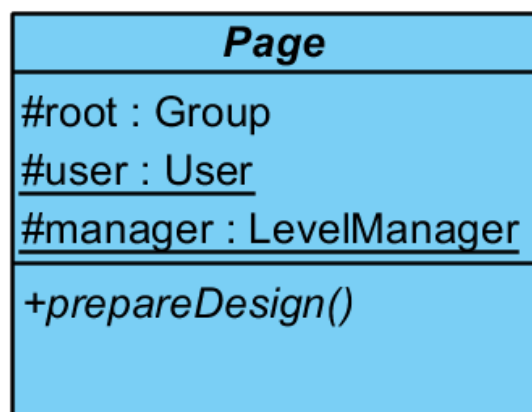 Page
#root : Group
#user : User
#manager : LevelManager
+prepareDesign()